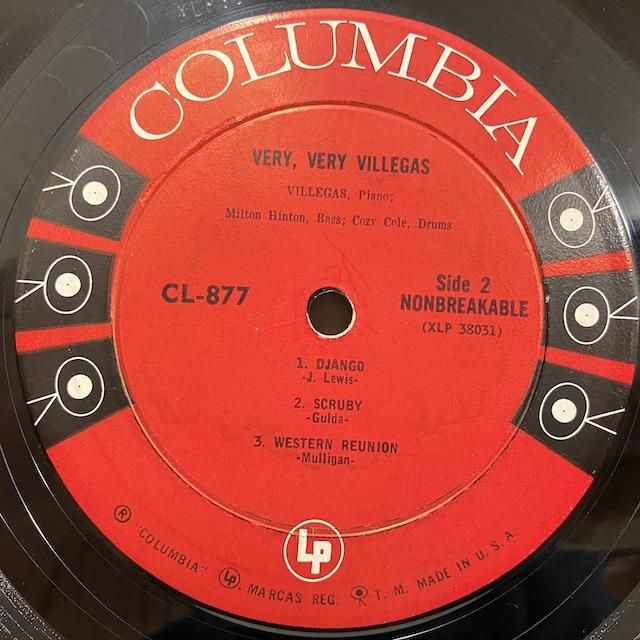 COLUMBIA
VERY, VERY VILLEGAS
VILLEGAS, Piano;
Milton Hinton, Bass; Cozy Cole, Drums
CL-877
Side 2
NONBREAKABLE
(XLP 38031)
1. DJANGO
-J. Lewis-
2. SCRUBY
-Gulda-
3. WESTERN REUNION
-Mulligan-
LP
® "COLUMBIA" LP, MARCAS REG. T. M. MADE IN U. S. A.